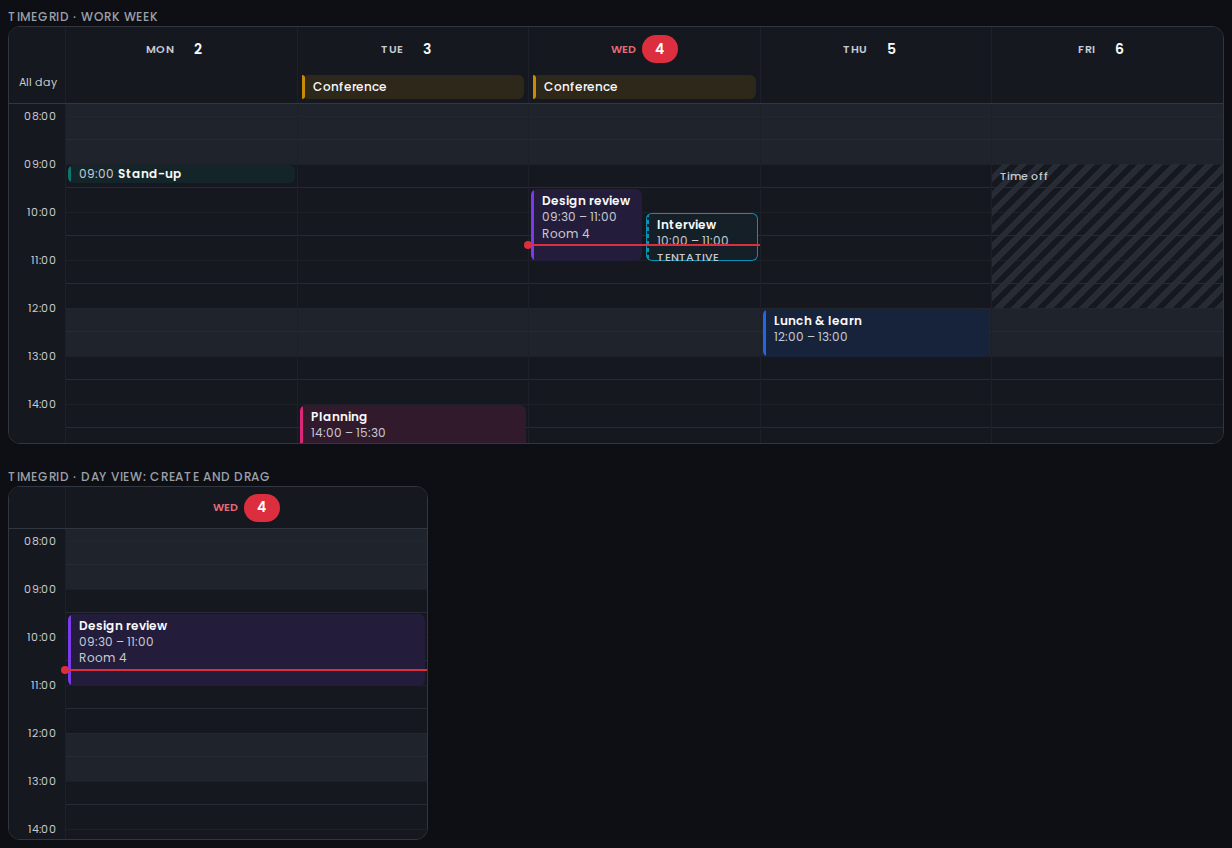 TIMEGRID · WORK WEEK
MON 2
TUE 3
WED 4
THU 5
FRI 6
All day
Conference
Conference
08:00
09:00
09:00 Stand-up
Time off
Design review
09:30 – 11:00
Room 4
10:00
Interview
10:00 – 11:00
TENTATIVE
11:00
12:00
Lunch & learn
12:00 – 13:00
13:00
14:00
Planning
14:00 – 15:30
TIMEGRID · DAY VIEW: CREATE AND DRAG
WED 4
08:00
09:00
Design review
09:30 – 11:00
Room 4
10:00
11:00
12:00
13:00
14:00